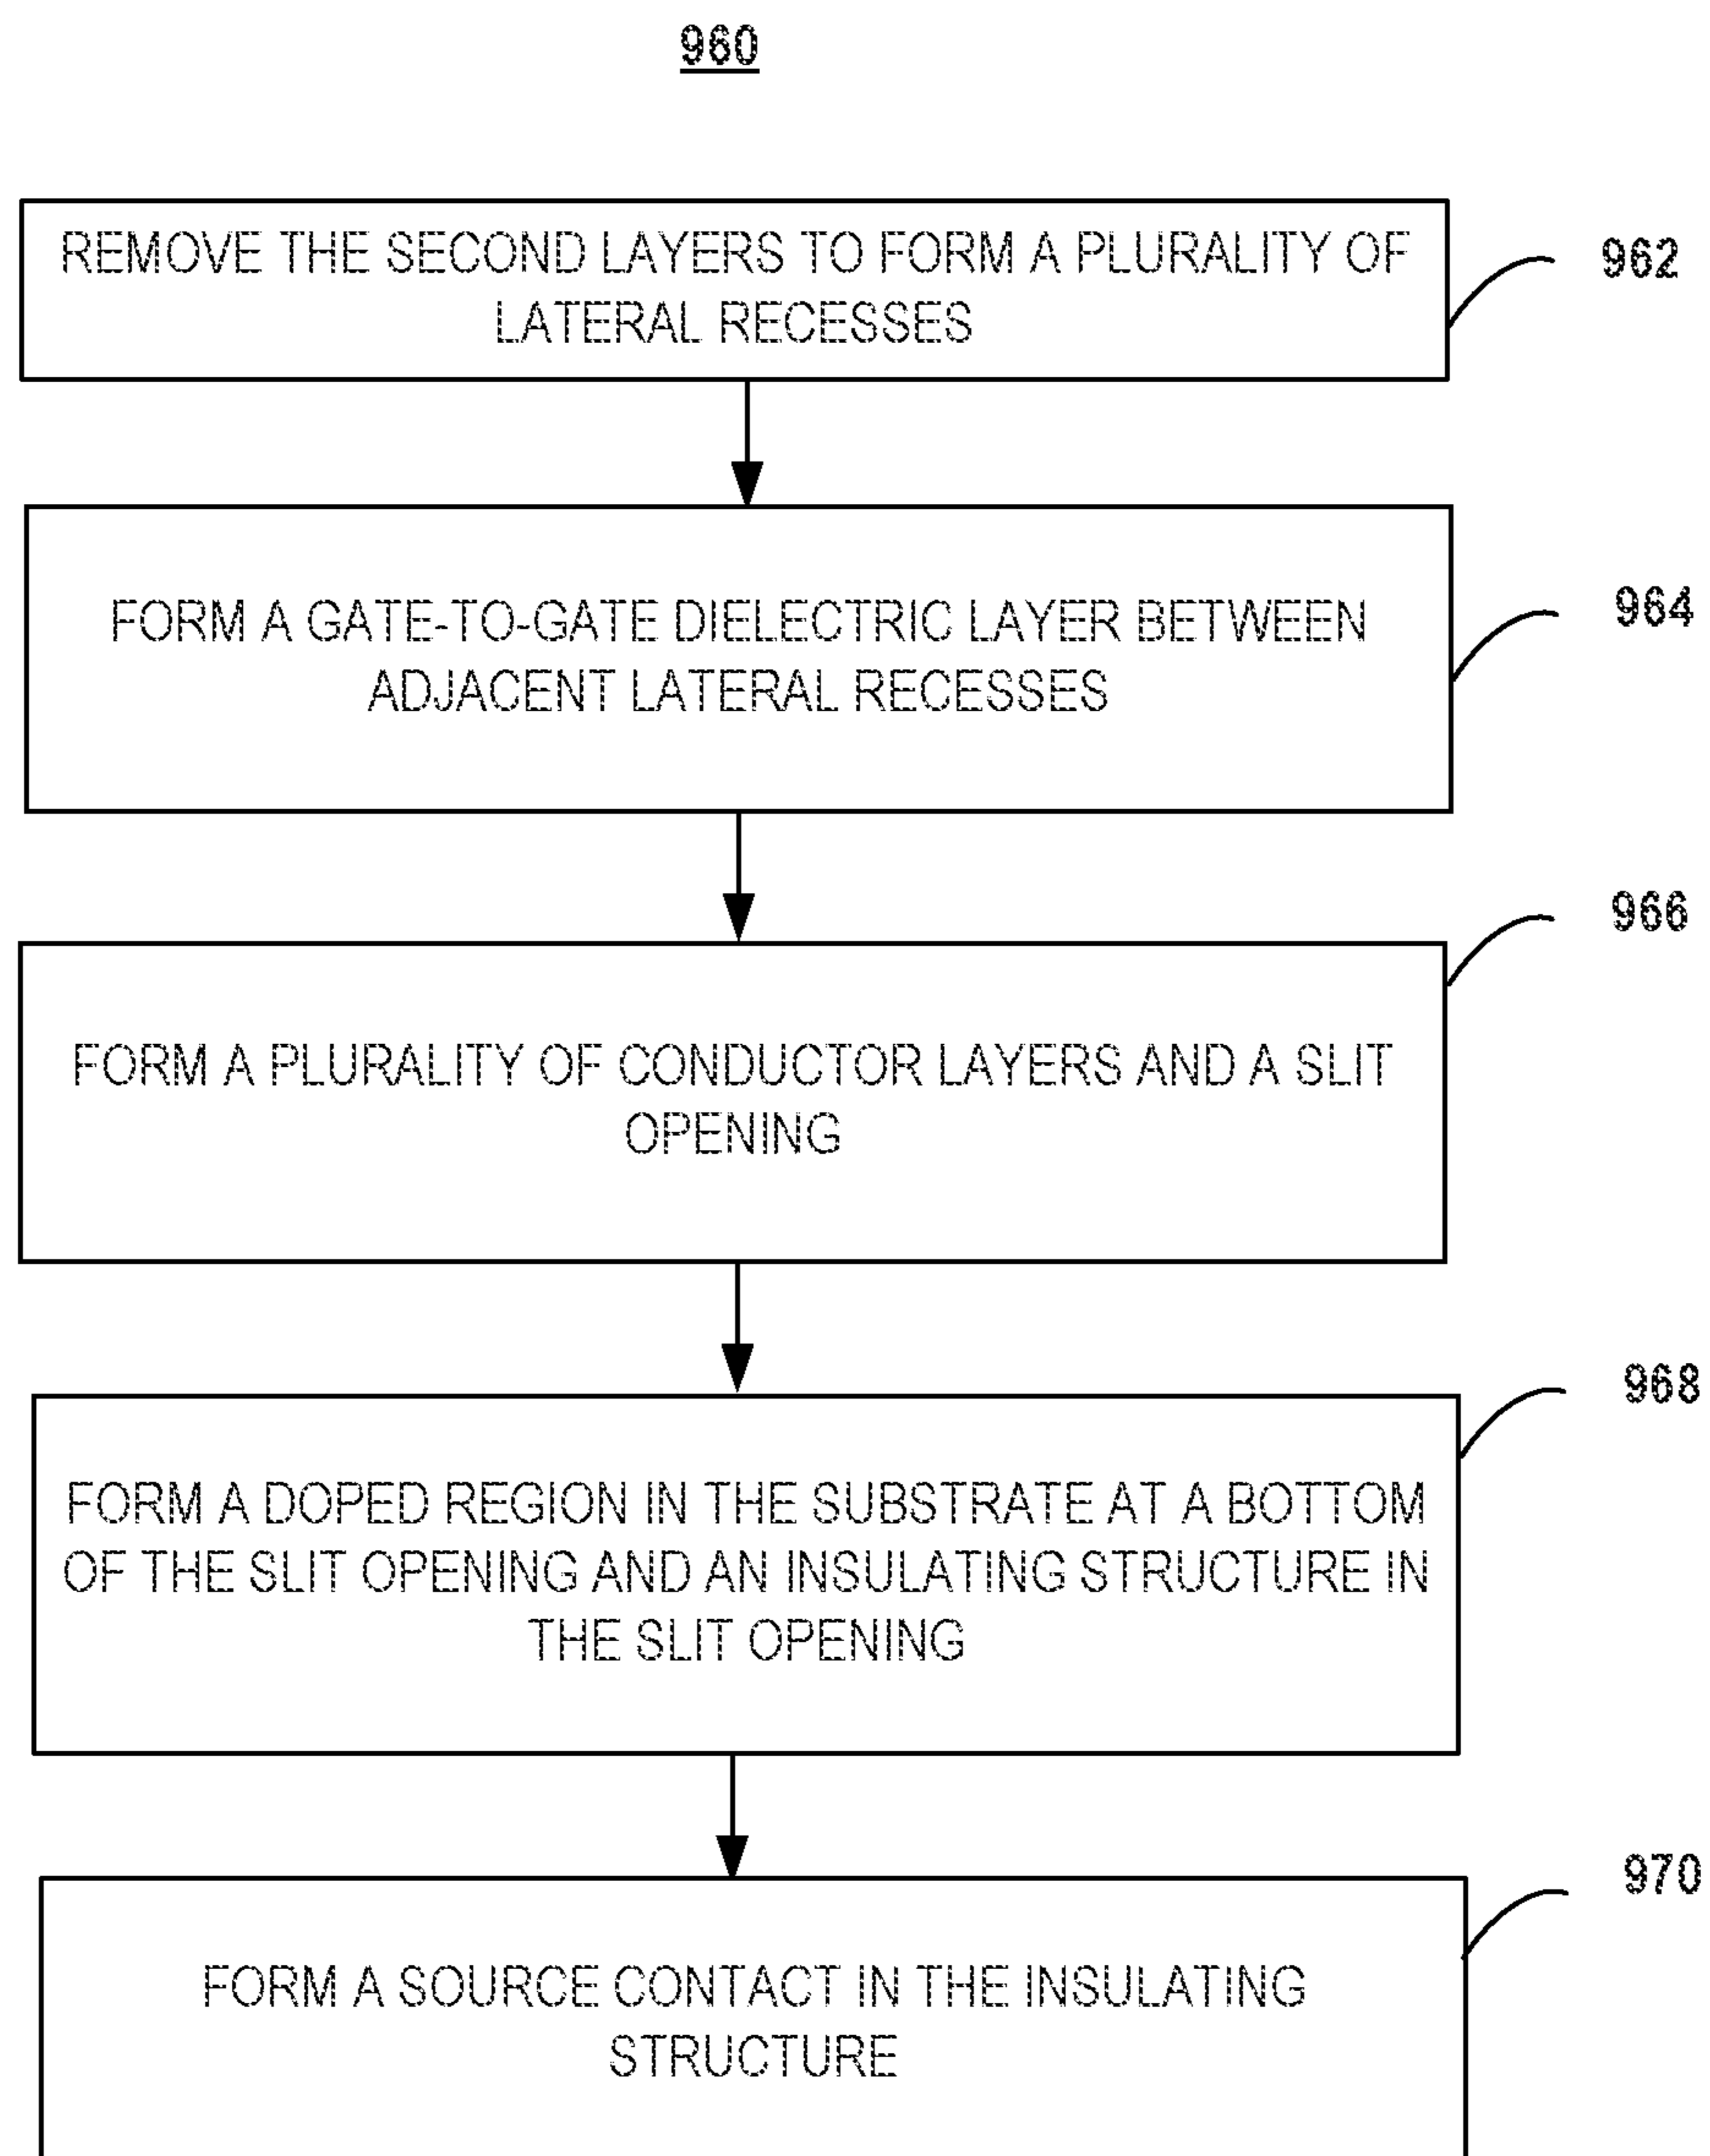 960
REMOVE THE SECOND LAYERS TO FORM A PLURALITY OF
LATERAL RECESSES
962
FORM A GATE-TO-GATE DIELECTRIC LAYER BETWEEN
ADJACENT LATERAL RECESSES
964
FORM A PLURALITY OF CONDUCTOR LAYERS AND A SLIT
OPENING
966
FORM A DOPED REGION IN THE SUBSTRATE AT A BOTTOM
OF THE SLIT OPENING AND AN INSULATING STRUCTURE IN
THE SLIT OPENING
968
FORM A SOURCE CONTACT IN THE INSULATING
STRUCTURE
970